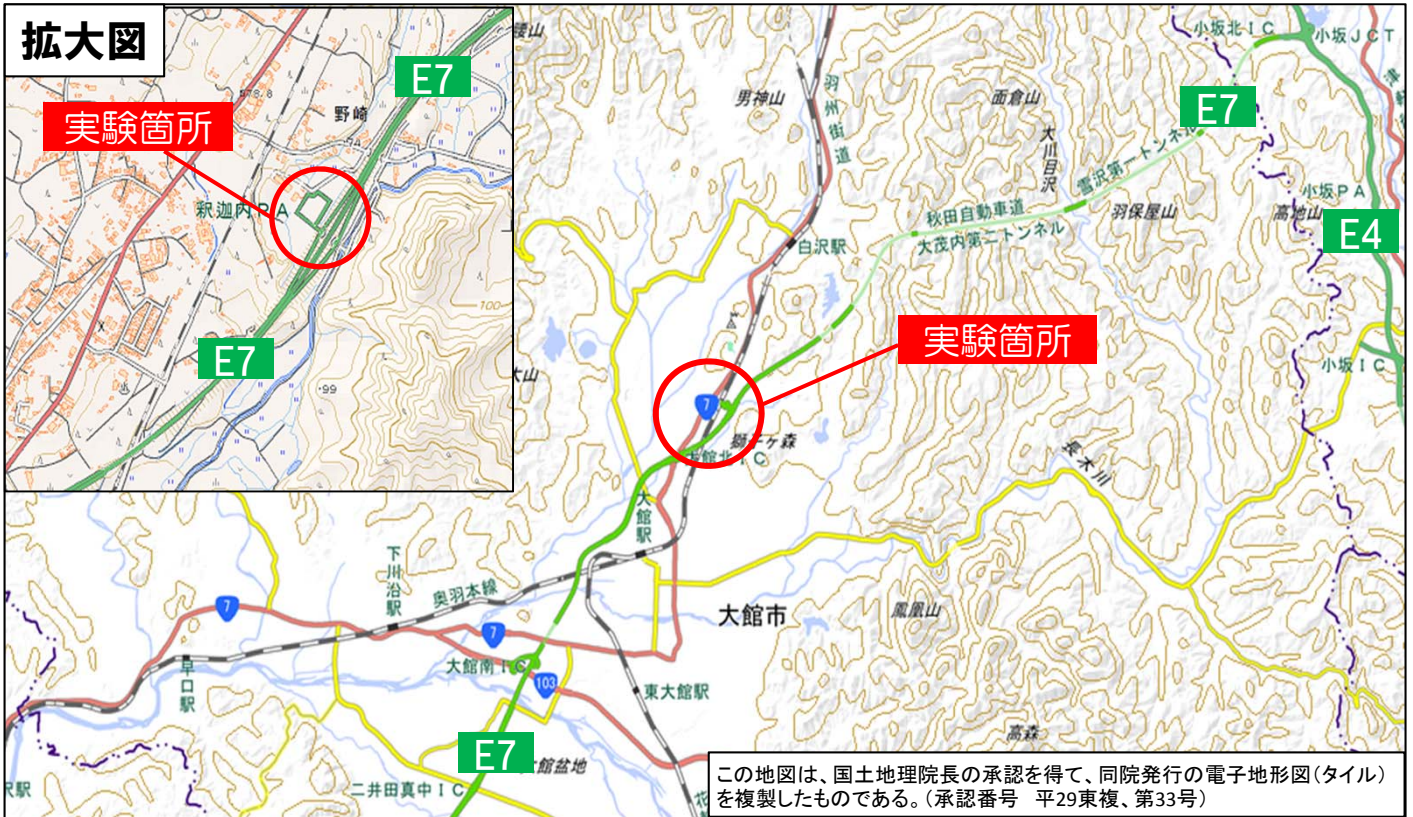 拡大図
E7
実験箇所
野崎
74
釈迦内PA
100
E7
99
男神山
羽州街道
面倉山
大川目沢
小坂北IC
小坂JCT
E7
雪沢第一トンネル
秋田自動車道
大茂内第二トンネル
羽保屋山
高地山
小坂PA
E4
白沢駅
実験箇所
小坂IC
7
獅子ヶ森
大館北IC
長木川
大館駅
下川沿駅
奥羽本線
7
7
大館市
鳳凰山
大館南IC
103
早口駅
東大館駅
高森
E7
二井田真中IC
この地図は、国土地理院長の承認を得て、同院発行の電子地形図(タイル)
を複製したものである。(承認番号 平29東複、第33号)